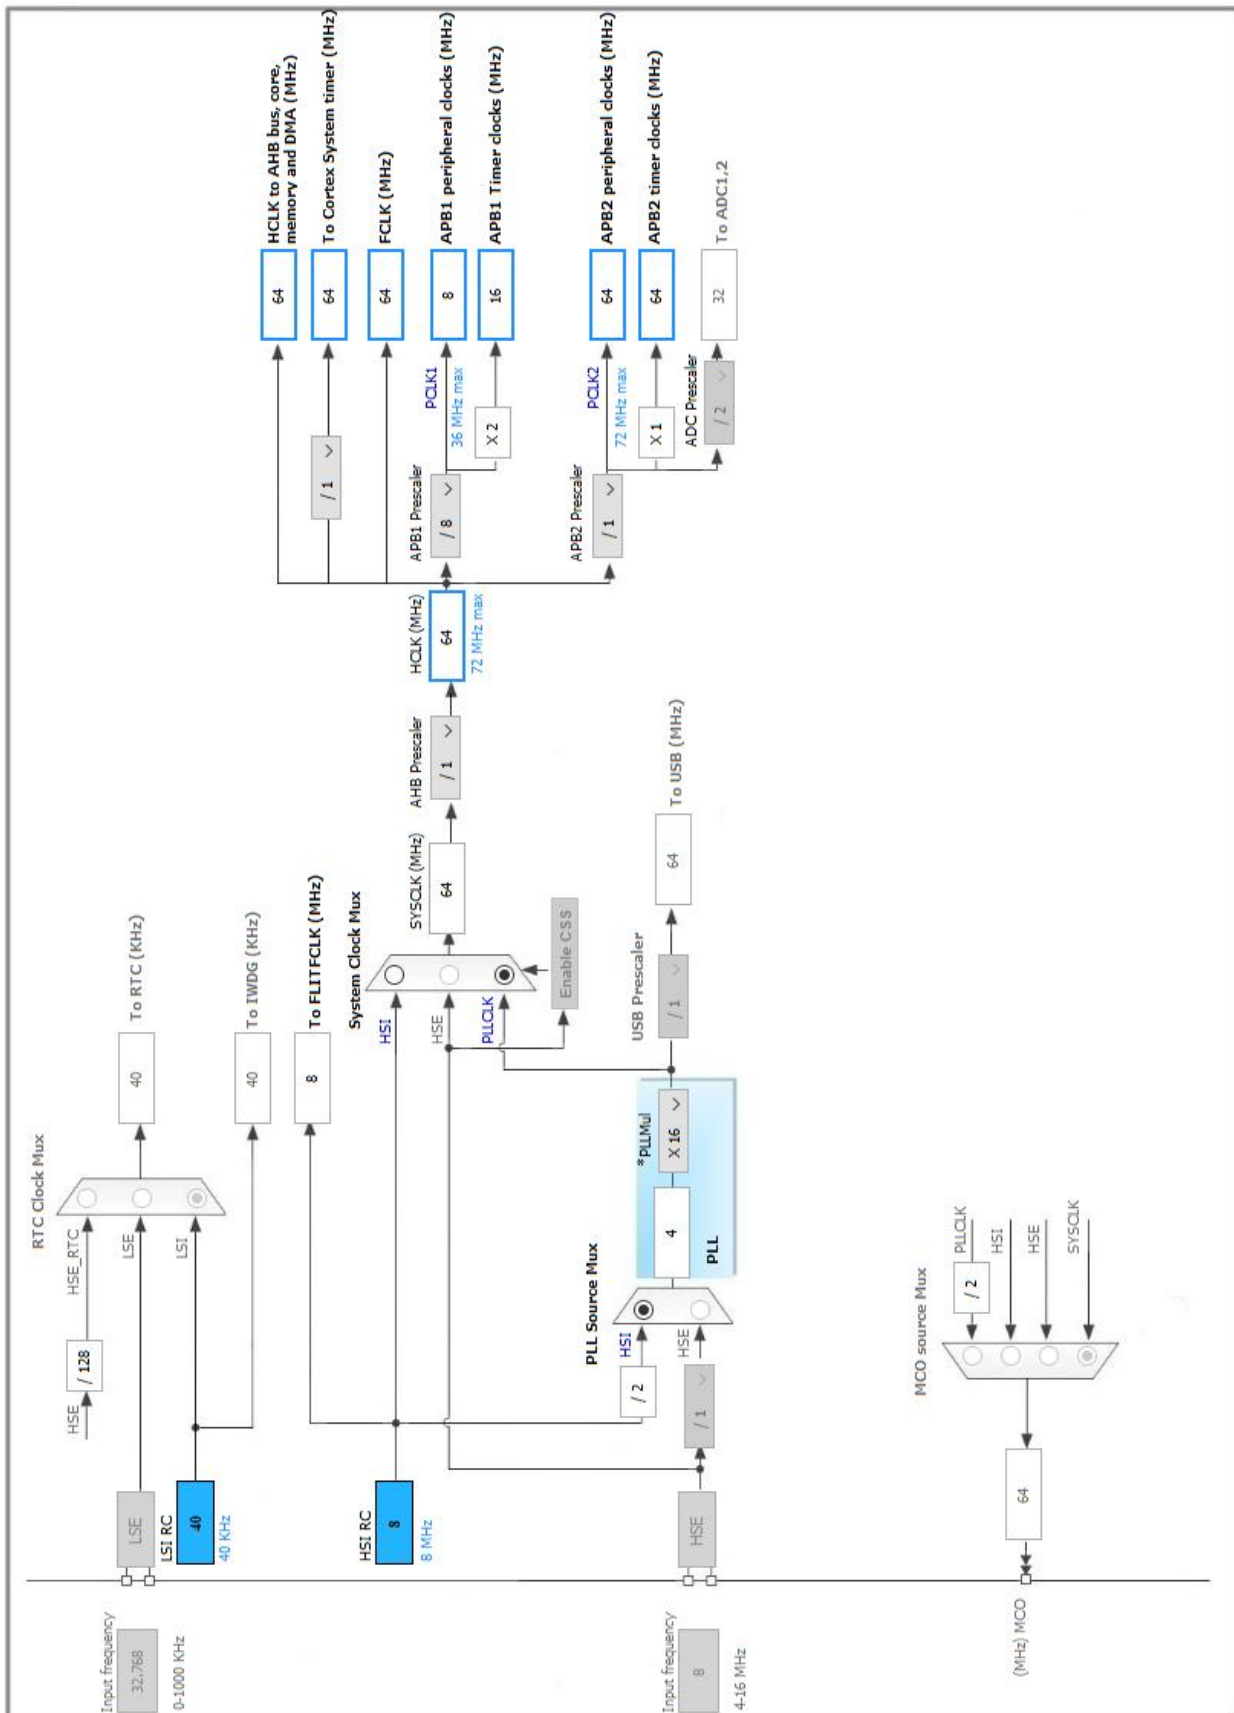 Input frequency
32.768
0-1000 KHz
LSE
LSI RC
40
40 KHz
HSE
/ 128
HSE_RTC
LSE
LSI
RTC Clock Mux
40
To RTC (KHz)
40
To IWDG (KHz)
8
To FLITFCLK (MHz)
HSI RC
8
8 MHz
System Clock Mux
HSI
HSE
PLLCLK
Enable CSS
SYSCLK (MHz)
64
AHB Prescaler
/ 1
HCLK (MHz)
64
72 MHz max
64
HCLK to AHB bus, core,
memory and DMA (MHz)
/ 1
64
To Cortex System timer (MHz)
64
FCLK (MHz)
APB1 Prescaler
/ 8
PCLK1
36 MHz max
8
APB1 peripheral clocks (MHz)
X 2
16
APB1 Timer clocks (MHz)
APB2 Prescaler
/ 1
PCLK2
72 MHz max
64
APB2 peripheral clocks (MHz)
X 1
64
APB2 timer clocks (MHz)
ADC Prescaler
/ 2
32
To ADC1,2
Input frequency
8
4-16 MHz
HSE
/ 2
/ 1
PLL Source Mux
HSI
HSE
4
*PLLMul
X 16
PLL
USB Prescaler
/ 1
64
To USB (MHz)
MCO source Mux
PLLCLK
/ 2
HSI
HSE
SYSCLK
64
(MHz) MCO